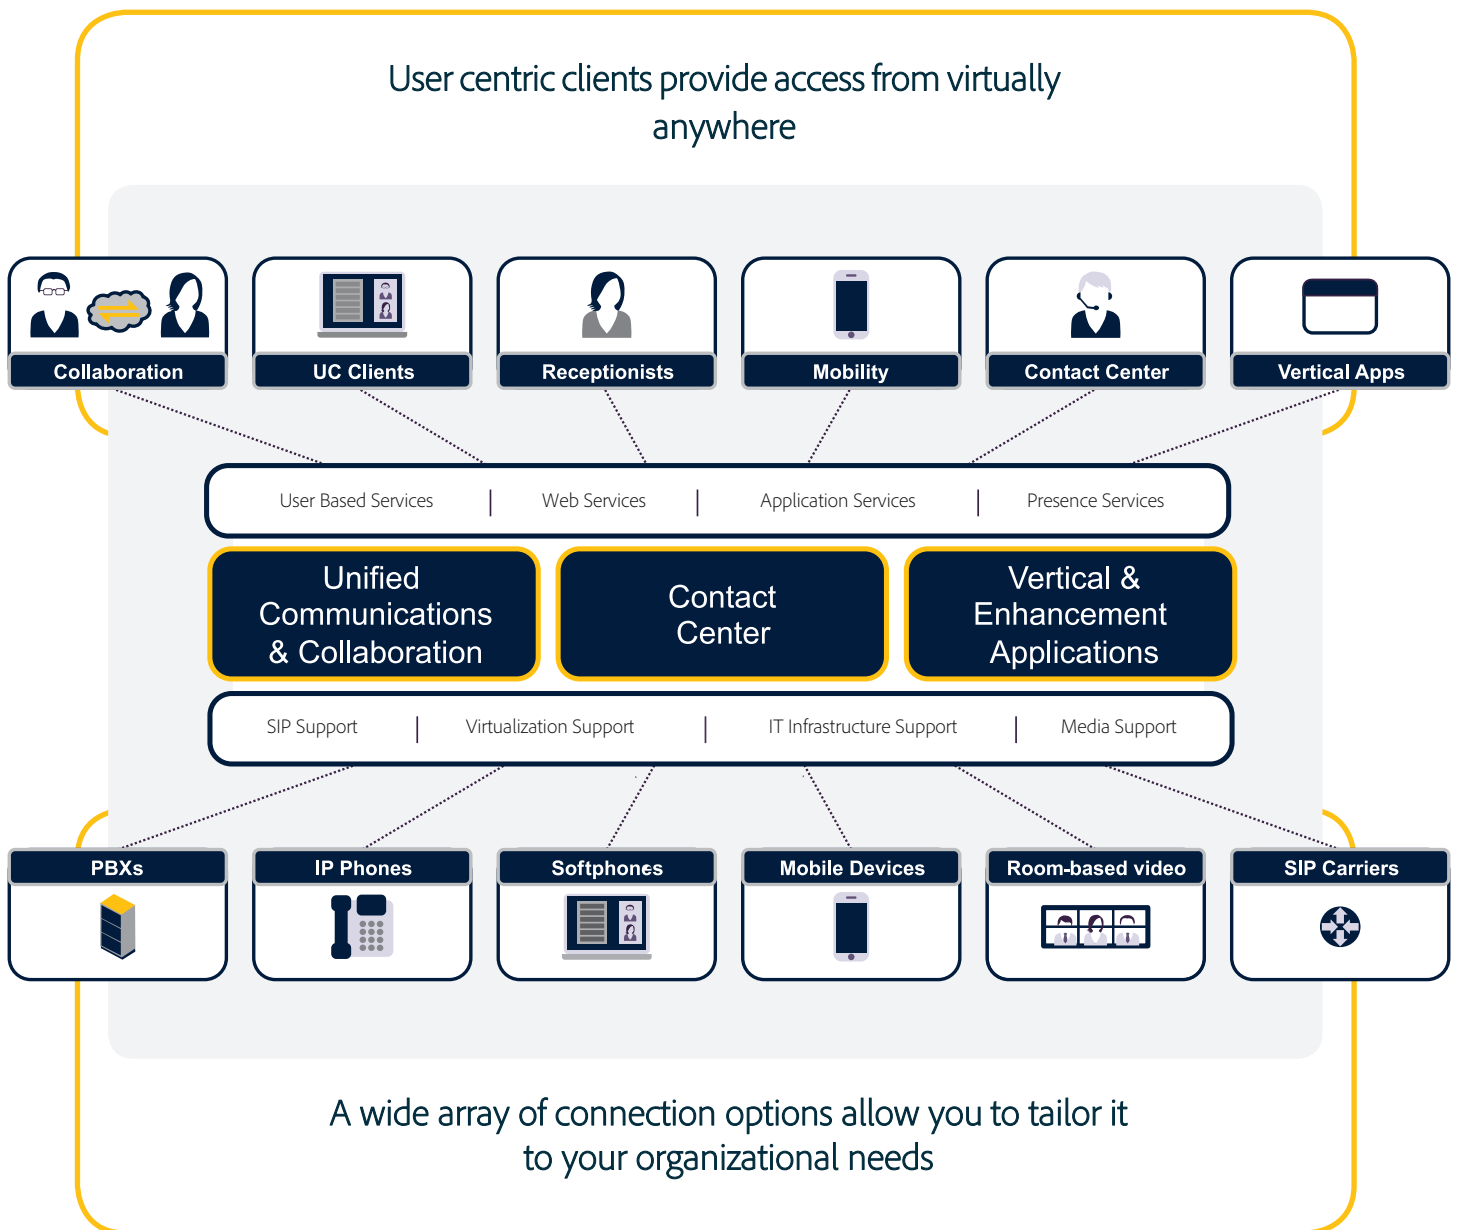 User centric clients provide access from virtually
anywhere
Collaboration
UC Clients
Receptionists
Mobility
Contact Center
Vertical Apps
User Based Services
Web Services
Application Services
Presence Services
Unified
Communications
& Collaboration
Contact
Center
Vertical &
Enhancement
Applications
SIP Support
Virtualization Support
IT Infrastructure Support
Media Support
PBXs
IP Phones
Softphones
Mobile Devices
Room-based video
SIP Carriers
A wide array of connection options allow you to tailor it
to your organizational needs